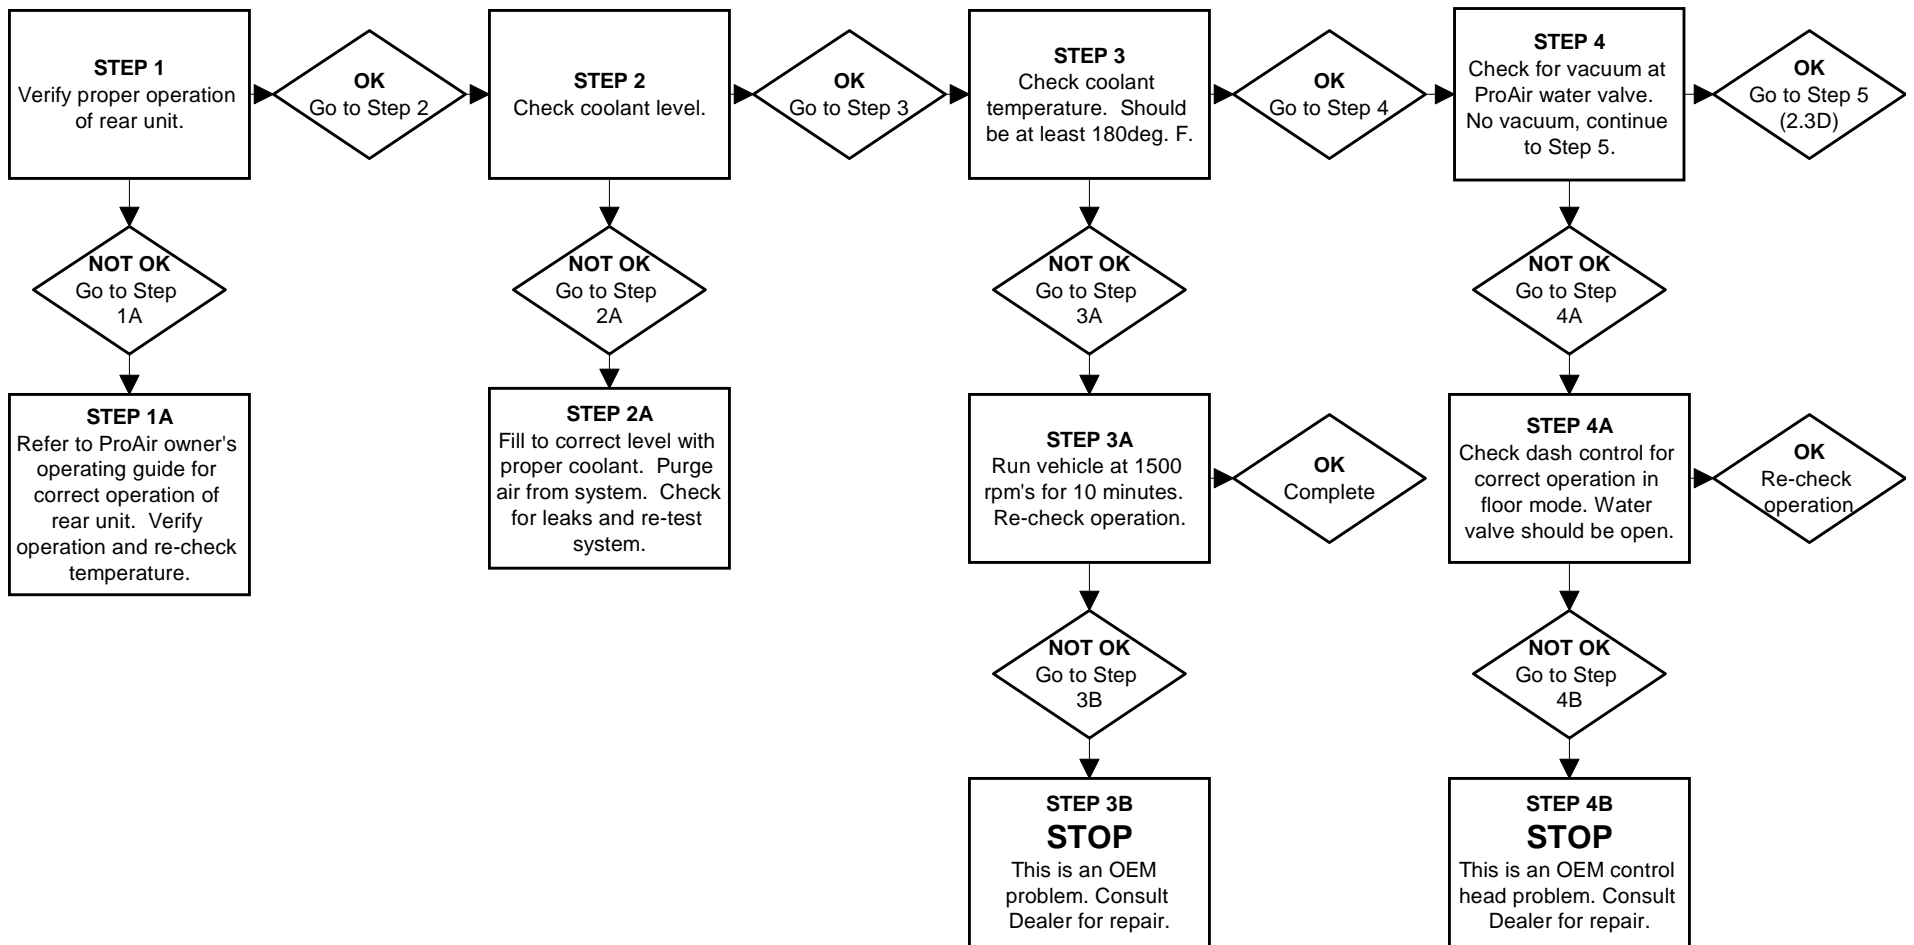 STEP 1
Verify proper operation
of rear unit.
OK
Go to Step 2
STEP 2
Check coolant level.
OK
Go to Step 3
STEP 3
Check coolant
temperature.  Should
be at least 180deg. F.
OK
Go to Step 4
STEP 4
Check for vacuum at
ProAir water valve.
No vacuum, continue
to Step 5.
OK
Go to Step 5
(2.3D)
NOT OK
Go to Step
1A
NOT OK
Go to Step
2A
NOT OK
Go to Step
3A
NOT OK
Go to Step
4A
STEP 1A
Refer to ProAir owner's
operating guide for
correct operation of
rear unit.  Verify
operation and re-check
temperature.
STEP 2A
Fill to correct level with
proper coolant.  Purge
air from system.  Check
for leaks and re-test
system.
STEP 3A
Run vehicle at 1500
rpm's for 10 minutes.
Re-check operation.
OK
Complete
STEP 4A
Check dash control for
correct operation in
floor mode. Water
valve should be open.
OK
Re-check
operation
NOT OK
Go to Step
3B
NOT OK
Go to Step
4B
STEP 3B
STOP
This is an OEM
problem. Consult
Dealer for repair.
STEP 4B
STOP
This is an OEM control
head problem. Consult
Dealer for repair.